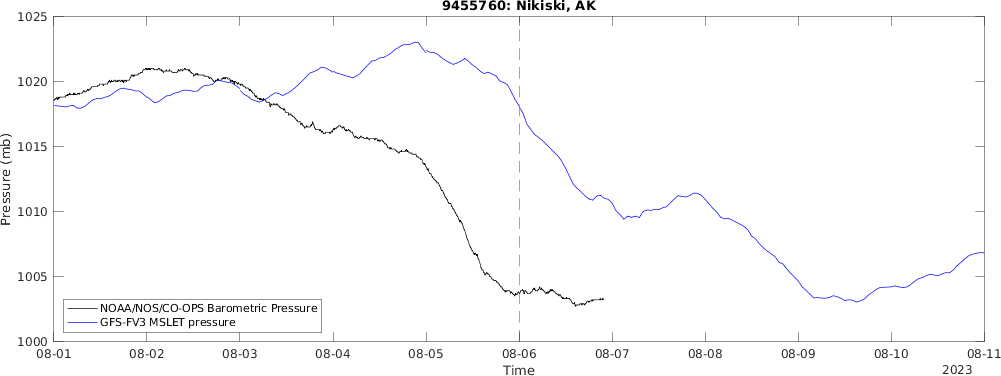 9455760: Nikiski, AK
Pressure (mb)
1025
1020
1015
1010
1005
1000
NOAA/NOS/CO-OPS Barometric Pressure
GFS-FV3 MSLET pressure
08-01 08-02 08-03 08-04 08-05 08-06 08-07 08-08 08-09 08-10 08-11
Time
2023